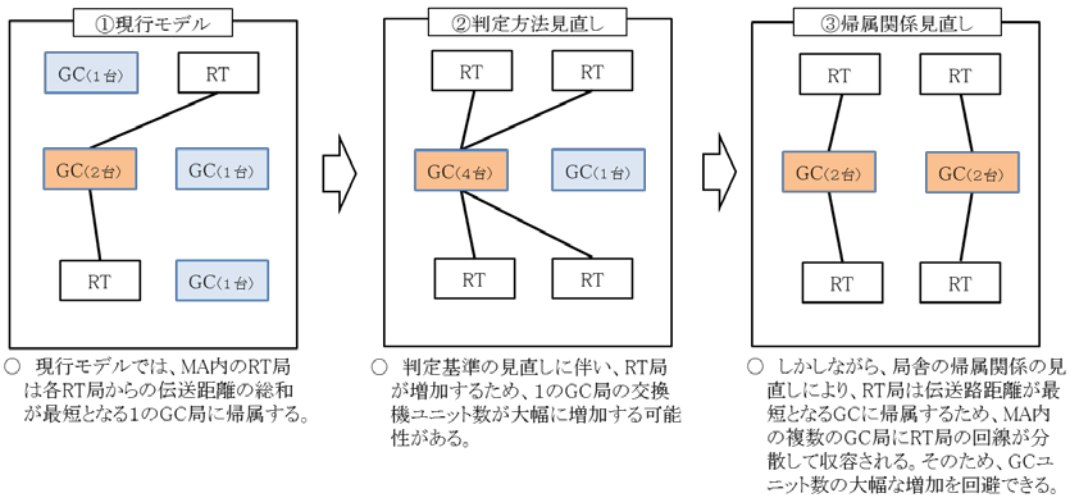 ①現行モデル
GC(1台)
RT
GC(2台)
GC(1台)
RT
GC(1台)
○ 現行モデルでは、MA内のRT局
は各RT局からの伝送距離の総和
が最短となる1のGC局に帰属する。
②判定方法見直し
RT
RT
GC(4台)
GC(1台)
RT
RT
○ 判定基準の見直しに伴い、RT局
が増加するため、1のGC局の交換
機ユニット数が大幅に増加する可能
性がある。
③帰属関係見直し
RT
RT
GC(2台)
GC(2台)
RT
RT
○ しかしながら、局舎の帰属関係の見
直しにより、RT局は伝送路距離が最
短となるGCに帰属するため、MA内
の複数のGC局にRT局の回線が分
散して収容される。そのため、GCユ
ニット数の大幅な増加を回避できる。